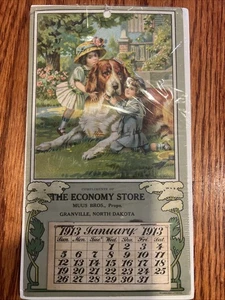 THE ECONOMY STORE
BROS., Props.
GRANVILLE, NORTH DAKOTA
1913 January 1913
Sun. Mon. Tue. Wed. Thu. Fri. Sat.
1 2 3 4
5 6 7 8 9 10 11
12 13 14 15 16 17 18
19 20 21 22 23 24 25
26 27 28 29 30 31